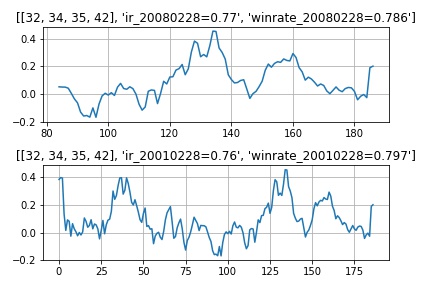 [[32, 34, 35, 42], 'ir_20080228=0.77', 'winrate_20080228=0.786']
0.4
0.2
0.0
−0.2
80 100 120 140 160 180
[[32, 34, 35, 42], 'ir_20010228=0.76', 'winrate_20010228=0.797']
0.4
0.2
0.0
−0.2
0 25 50 75 100 125 150 175